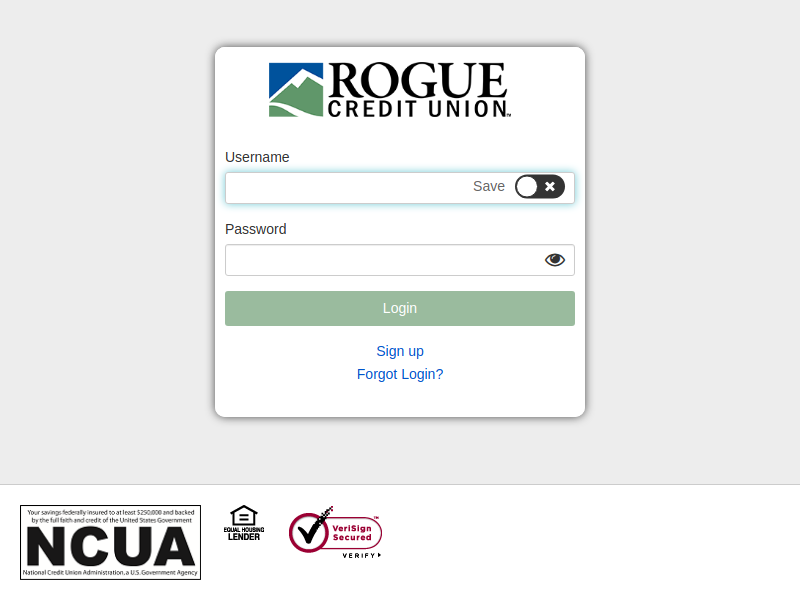 ROGUE
CREDIT UNION™
Username
Save
Password
Login
Sign up
Forgot Login?
Your savings federally insured to at least $250,000 and backed
by the full faith and credit of the United States Government
NCUA
National Credit Union Administration, a U.S. Government Agency
EQUAL HOUSING
LENDER
VeriSign™
Secured
VERIFY